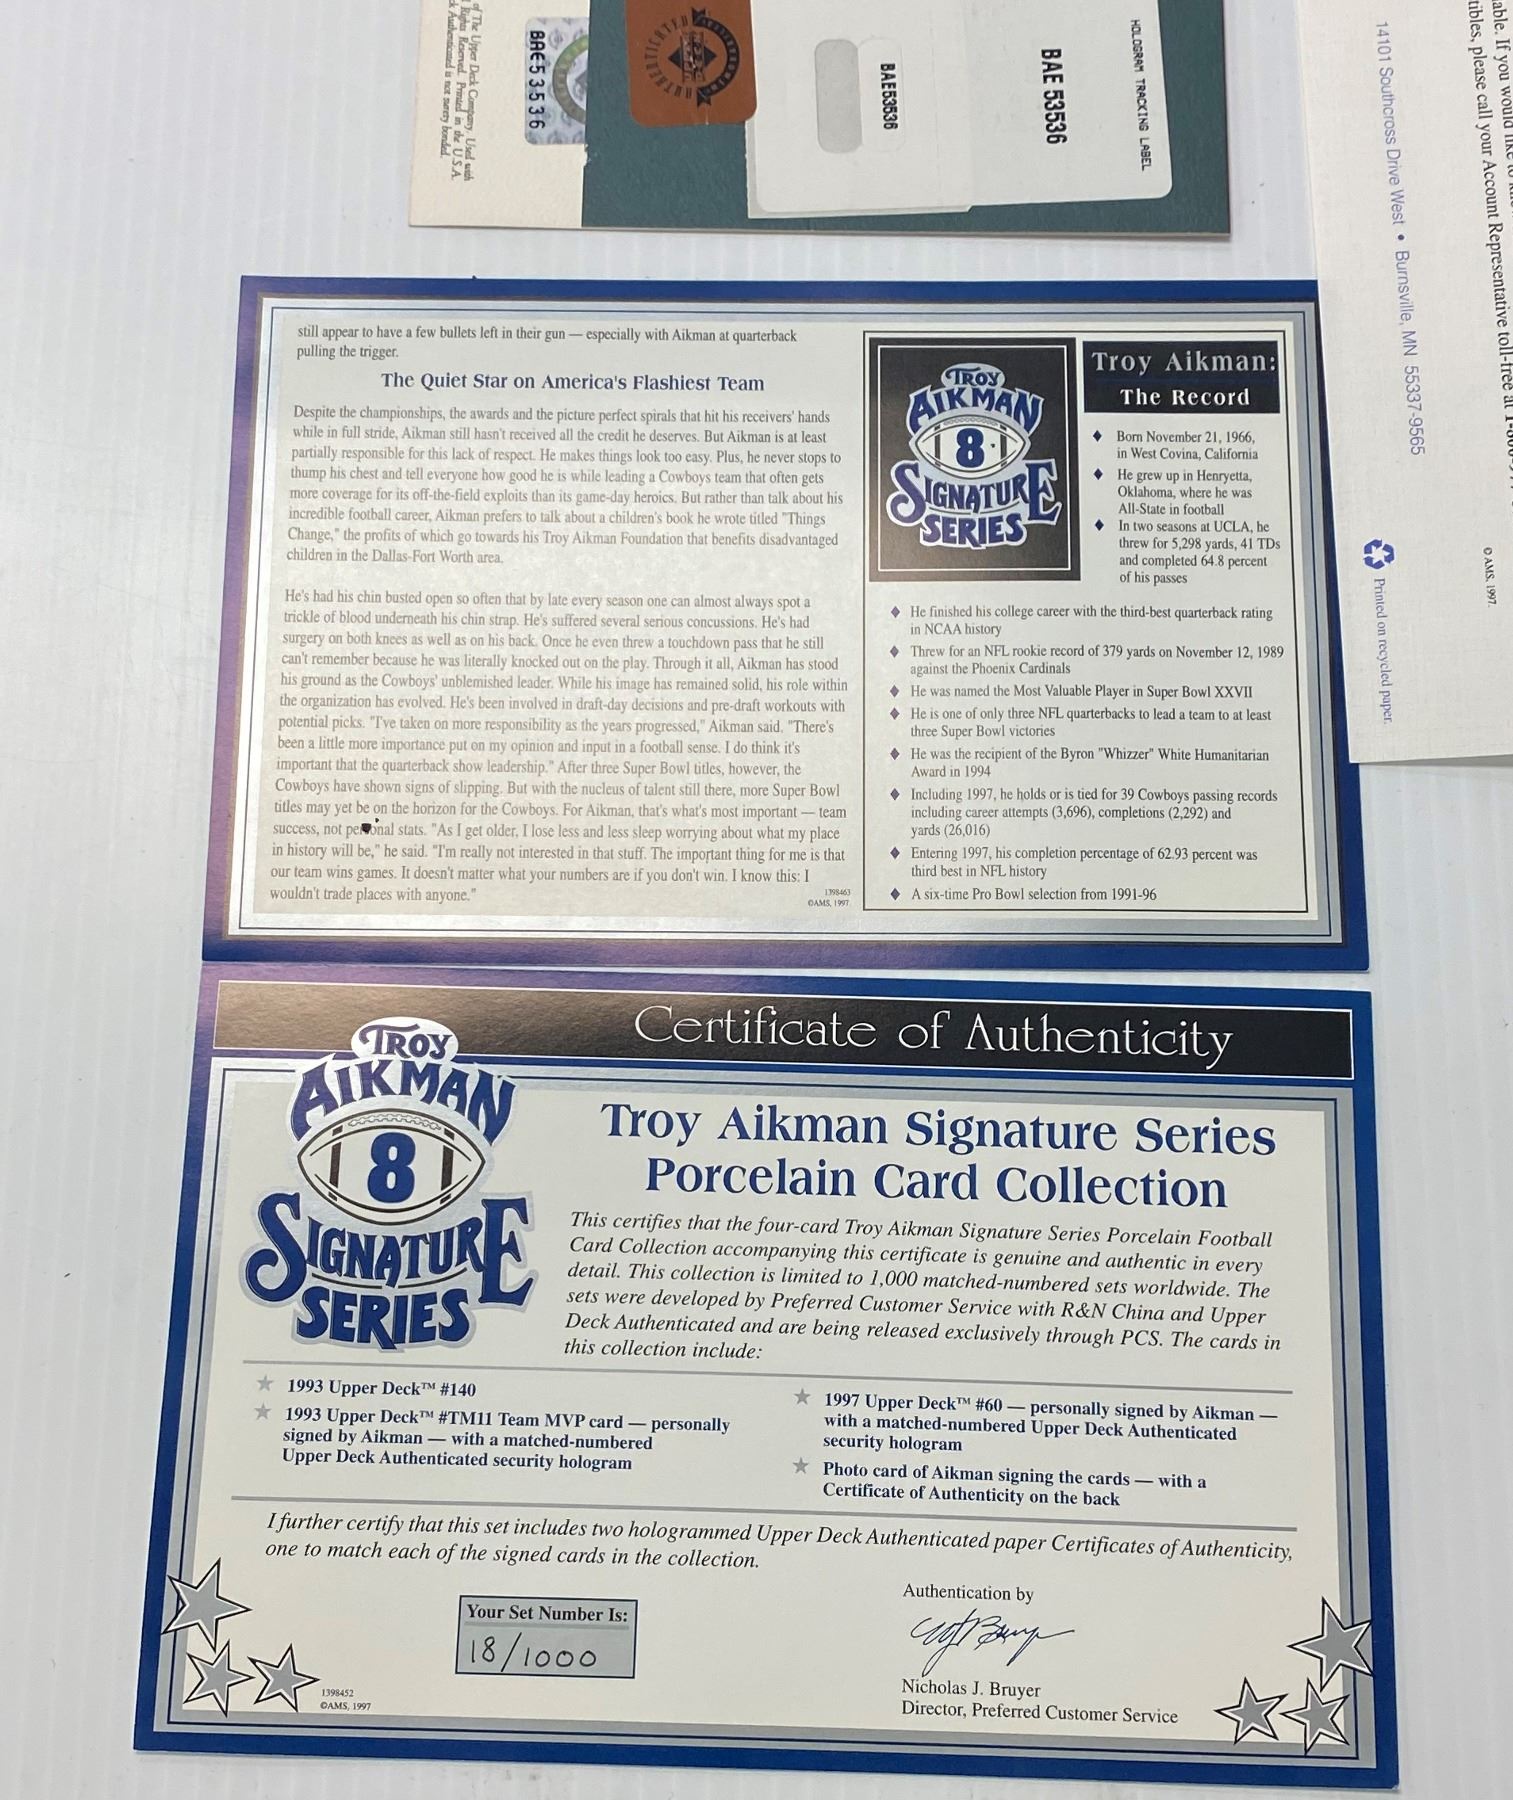 of The Upper Deck Company. Used with
Rights Reserved. Printed in the U.S.A.
Authenticated is not surety bonded.
BAE53536
AUTHENTICATED
BAE53536
BAE 53536
HOLOGRAM TRACKING LABEL
able. If you would like to
tibles, please call your Account Representative toll-free at
14101 Southcross Drive West • Burnsville, MN 55337-9565
©AMS, 1997.
Printed on recycled paper.
still appear to have a few bullets left in their gun — especially with Aikman at quarterback
pulling the trigger.
The Quiet Star on America's Flashiest Team
Despite the championships, the awards and the picture perfect spirals that hit his receivers' hands
while in full stride, Aikman still hasn't received all the credit he deserves. But Aikman is at least
partially responsible for this lack of respect. He makes things look too easy. Plus, he never stops to
thump his chest and tell everyone how good he is while leading a Cowboys team that often gets
more coverage for its off-the-field exploits than its game-day heroics. But rather than talk about his
incredible football career, Aikman prefers to talk about a children's book he wrote titled "Things
Change," the profits of which go towards his Troy Aikman Foundation that benefits disadvantaged
children in the Dallas-Fort Worth area.
He's had his chin busted open so often that by late every season one can almost always spot a
trickle of blood underneath his chin strap. He's suffered several serious concussions. He's had
surgery on both knees as well as on his back. Once he even threw a touchdown pass that he still
can't remember because he was literally knocked out on the play. Through it all, Aikman has stood
his ground as the Cowboys' unblemished leader. While his image has remained solid, his role within
the organization has evolved. He's been involved in draft-day decisions and pre-draft workouts with
potential picks. "I've taken on more responsibility as the years progressed," Aikman said. "There's
been a little more importance put on my opinion and input in a football sense. I do think it's
important that the quarterback show leadership." After three Super Bowl titles, however, the
Cowboys have shown signs of slipping. But with the nucleus of talent still there, more Super Bowl
titles may yet be on the horizon for the Cowboys. For Aikman, that's what's most important — team
success, not personal stats. "As I get older, I lose less and less sleep worrying about what my place
in history will be," he said. "I'm really not interested in that stuff. The important thing for me is that
our team wins games. It doesn't matter what your numbers are if you don't win. I know this: I
wouldn't trade places with anyone."
1398463
©AMS, 1997.
TROY
AIKMAN
8
SIGNATURE
SERIES
Troy Aikman:
The Record
◆ Born November 21, 1966,
in West Covina, California
◆ He grew up in Henryetta,
Oklahoma, where he was
All-State in football
◆ In two seasons at UCLA, he
threw for 5,298 yards, 41 TDs
and completed 64.8 percent
of his passes
◆ He finished his college career with the third-best quarterback rating
in NCAA history
◆ Threw for an NFL rookie record of 379 yards on November 12, 1989
against the Phoenix Cardinals
◆ He was named the Most Valuable Player in Super Bowl XXVII
◆ He is one of only three NFL quarterbacks to lead a team to at least
three Super Bowl victories
◆ He was the recipient of the Byron "Whizzer" White Humanitarian
Award in 1994
◆ Including 1997, he holds or is tied for 39 Cowboys passing records
including career attempts (3,696), completions (2,292) and
yards (26,016)
◆ Entering 1997, his completion percentage of 62.93 percent was
third best in NFL history
◆ A six-time Pro Bowl selection from 1991-96
Certificate of Authenticity
TROY
AIKMAN
8
SIGNATURE
SERIES
Troy Aikman Signature Series
Porcelain Card Collection
This certifies that the four-card Troy Aikman Signature Series Porcelain Football
Card Collection accompanying this certificate is genuine and authentic in every
detail. This collection is limited to 1,000 matched-numbered sets worldwide. The
sets were developed by Preferred Customer Service with R&N China and Upper
Deck Authenticated and are being released exclusively through PCS. The cards in
this collection include:
★ 1993 Upper Deck™ #140
★ 1993 Upper Deck™ #TM11 Team MVP card — personally
signed by Aikman — with a matched-numbered
Upper Deck Authenticated security hologram
★ 1997 Upper Deck™ #60 — personally signed by Aikman —
with a matched-numbered Upper Deck Authenticated
security hologram
★ Photo card of Aikman signing the cards — with a
Certificate of Authenticity on the back
I further certify that this set includes two hologrammed Upper Deck Authenticated paper Certificates of Authenticity,
one to match each of the signed cards in the collection.
Your Set Number Is:
18/1000
Authentication by
Nicholas J. Bruyer
Director, Preferred Customer Service
1398452
©AMS, 1997